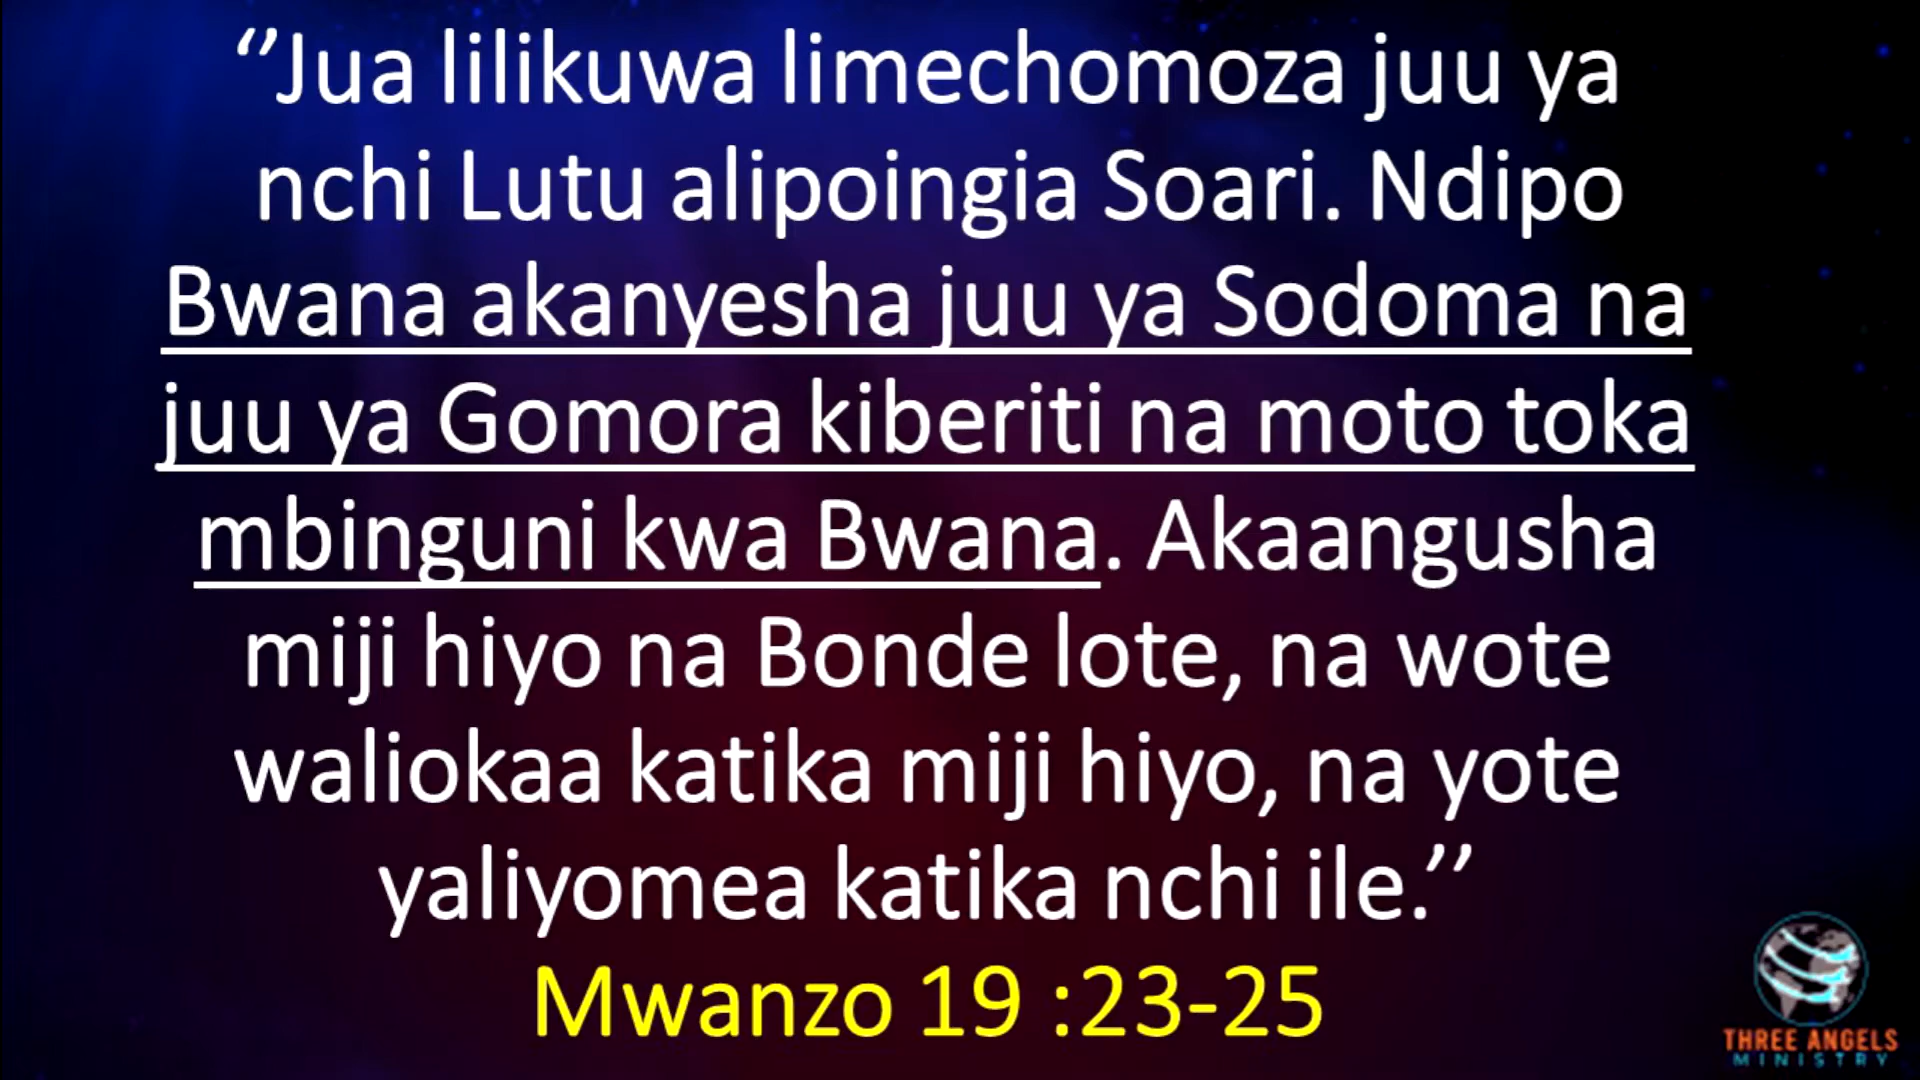 ‘’Jua lilikuwa limechomoza juu ya
nchi Lutu alipoingia Soari. Ndipo
Bwana akanyesha juu ya Sodoma na
juu ya Gomora kiberiti na moto toka
mbinguni kwa Bwana. Akaangusha
miji hiyo na Bonde lote, na wote
waliokaa katika miji hiyo, na yote
yaliyomea katika nchi ile.’’
Mwanzo 19 :23-25
THREE ANGELS
MINISTRY